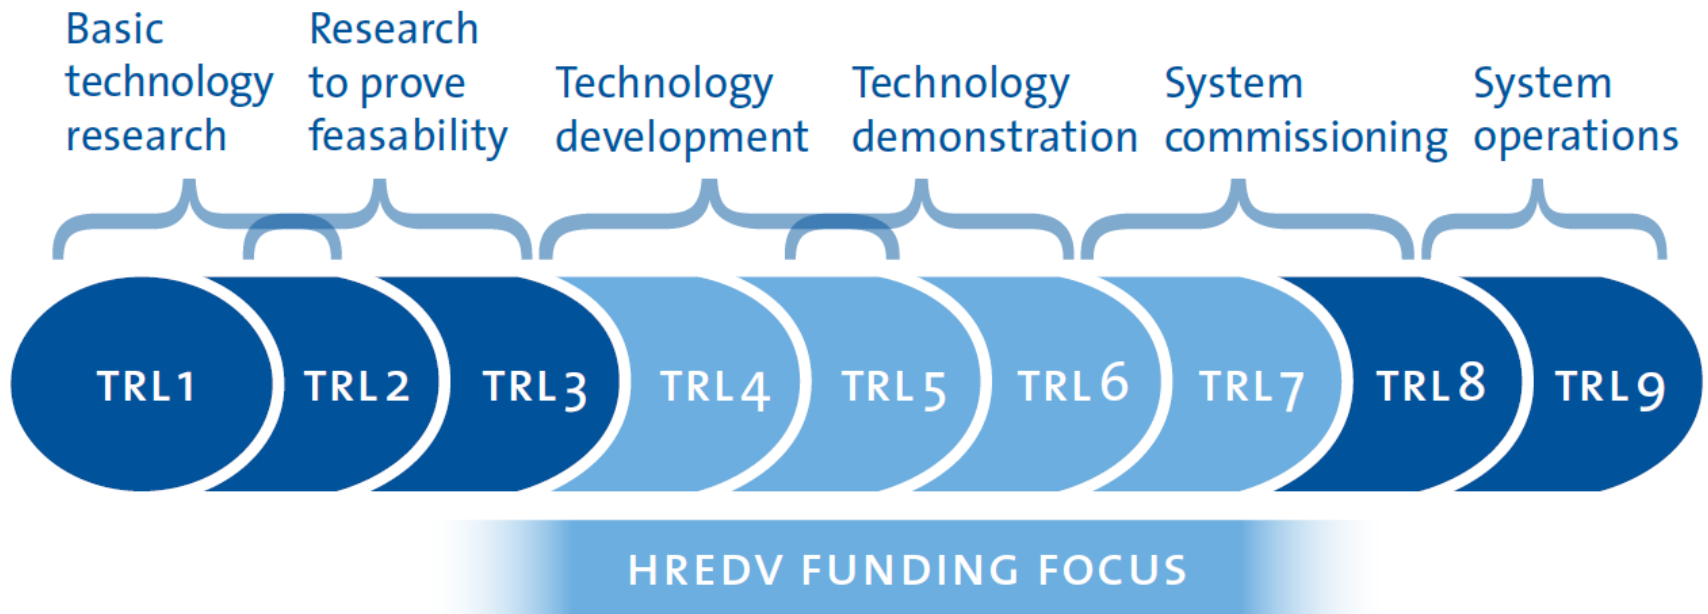 Basic
technology
research
Research
to prove
feasability
Technology
development
Technology
demonstration
System
commissioning
System
operations
TRL1
TRL2
TRL3
TRL4
TRL5
TRL6
TRL7
TRL8
TRL9
HREDV FUNDING FOCUS